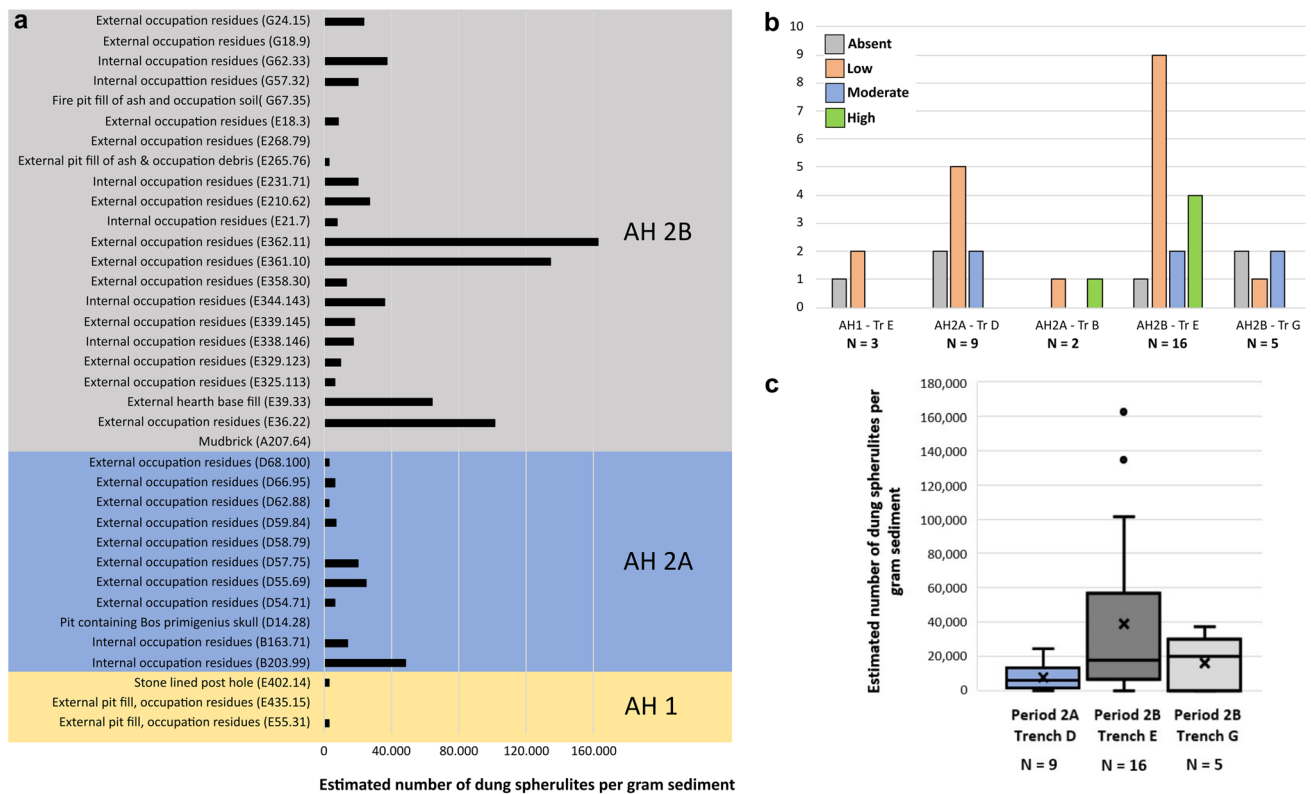 a
External occupation residues (G24.15)
External occupation residues (G18.9)
Internal occupation residues (G62.33)
Internal occupation residues (G57.32)
Fire pit fill of ash and occupation soil( G67.35)
External occupation residues (E18.3)
External occupation residues (E268.79)
External pit fill of ash & occupation debris (E265.76)
Internal occupation residues (E231.71)
External occupation residues (E210.62)
Internal occupation residues (E21.7)
External occupation residues (E362.11)
External occupation residues (E361.10)
External occupation residues (E358.30)
Internal occupation residues (E344.143)
External occupation residues (E339.145)
Internal occupation residues (E338.146)
External occupation residues (E329.123)
External occupation residues (E325.113)
External hearth base fill (E39.33)
External occupation residues (E36.22)
Mudbrick (A207.64)
AH 2B
External occupation residues (D68.100)
External occupation residues (D66.95)
External occupation residues (D62.88)
External occupation residues (D59.84)
External occupation residues (D58.79)
External occupation residues (D57.75)
External occupation residues (D55.69)
External occupation residues (D54.71)
Pit containing Bos primigenius skull (D14.28)
Internal occupation residues (B163.71)
Internal occupation residues (B203.99)
AH 2A
Stone lined post hole (E402.14)
External pit fill, occupation residues (E435.15)
External pit fill, occupation residues (E55.31)
AH 1
0 40.000 80.000 120.000 160.000
Estimated number of dung spherulites per gram sediment
b
10
9
8
7
6
5
4
3
2
1
0
Absent
Low
Moderate
High
AH1 - Tr E AH2A - Tr D AH2A - Tr B AH2B - Tr E AH2B - Tr G
N = 3 N = 9 N = 2 N = 16 N = 5
c
Estimated number of dung spherulites per
gram sediment
180,000
160,000
140,000
120,000
100,000
80,000
60,000
40,000
20,000
0
Period 2A Period 2B Period 2B
Trench D Trench E Trench G
N = 9 N = 16 N = 5